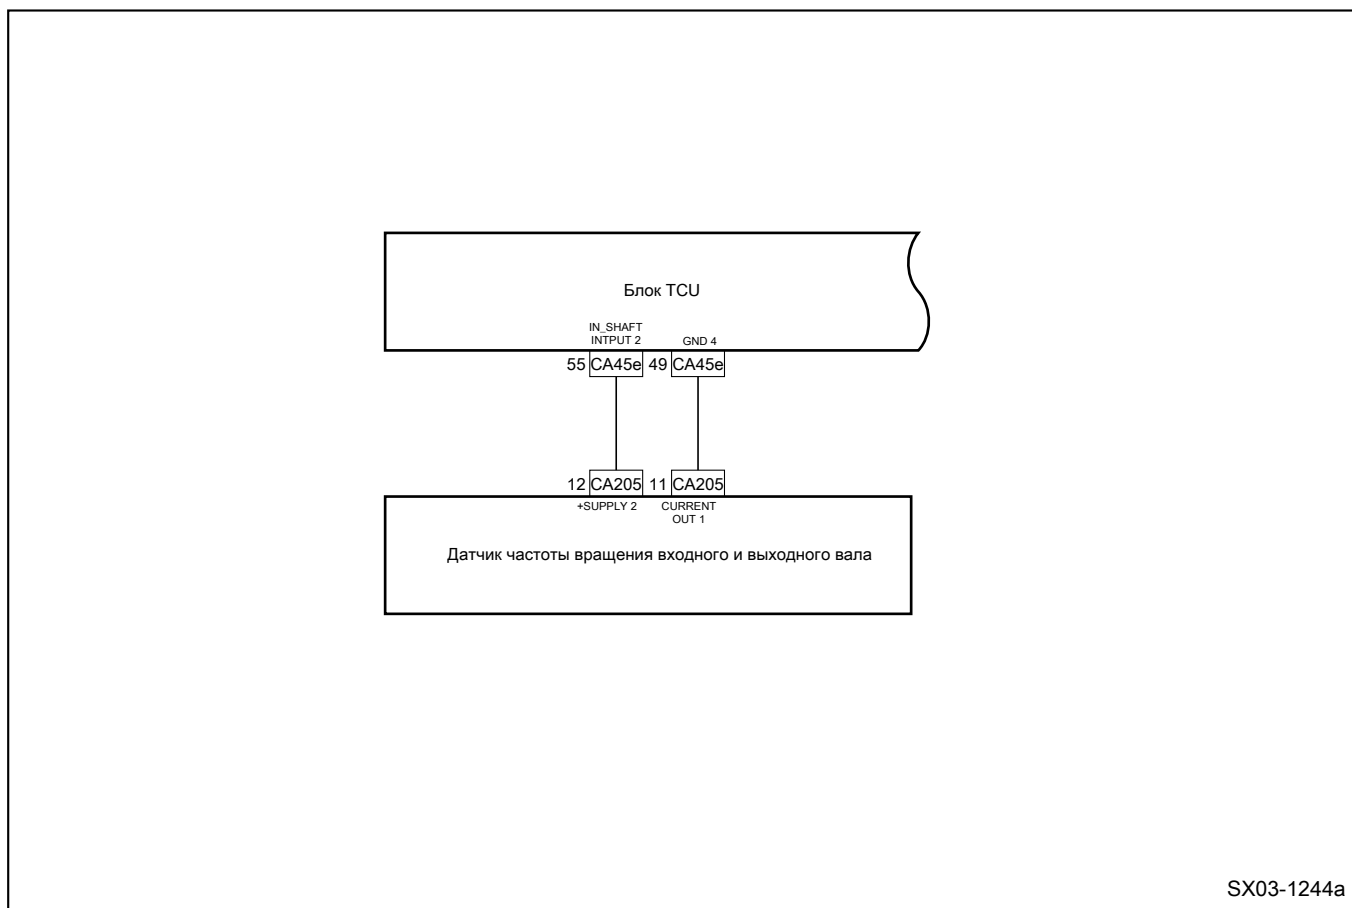 Блок TCU
IN_SHAFT
INTPUT 2
GND 4
55 CA45e 49 CA45e
12 CA205 11 CA205
+SUPPLY 2
CURRENT
OUT 1
Датчик частоты вращения входного и выходного вала
SX03-1244a